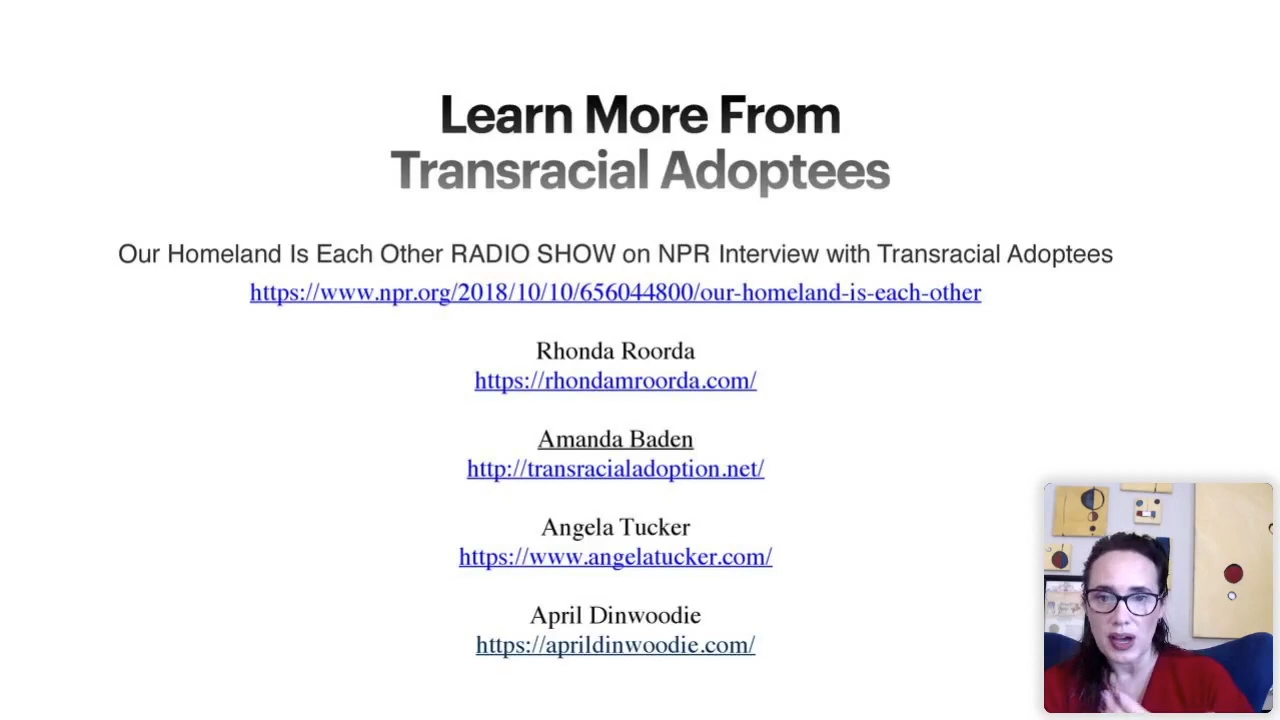 Learn More From
Transracial Adoptees
Our Homeland Is Each Other RADIO SHOW on NPR Interview with Transracial Adoptees
https://www.npr.org/2018/10/10/656044800/our-homeland-is-each-other
Rhonda Roorda
https://rhondamroorda.com/
Amanda Baden
http://transracialadoption.net/
Angela Tucker
https://www.angelatucker.com/
April Dinwoodie
https://aprildinwoodie.com/